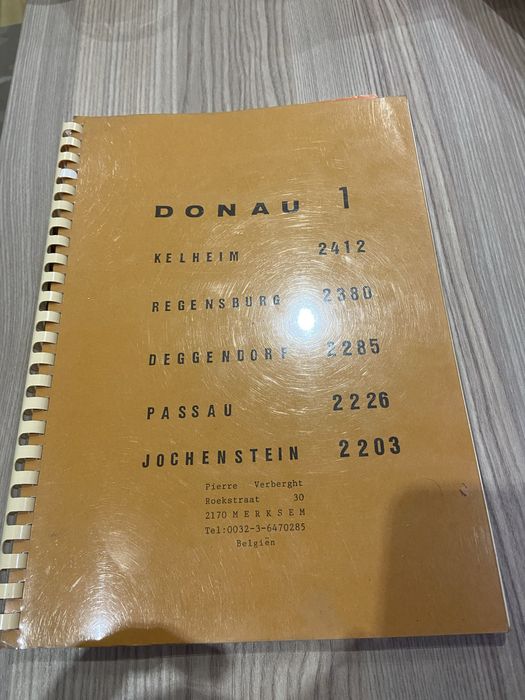 DONAU 1
KELHEIM 2412
REGENSBURG 2380
DEGGENDORF 2285
PASSAU 2226
JOCHENSTEIN 2203
Pierre Verberght
Roekstraat 30
2170 MERKSEM
Tel:0032-3-6470285
Belgiën